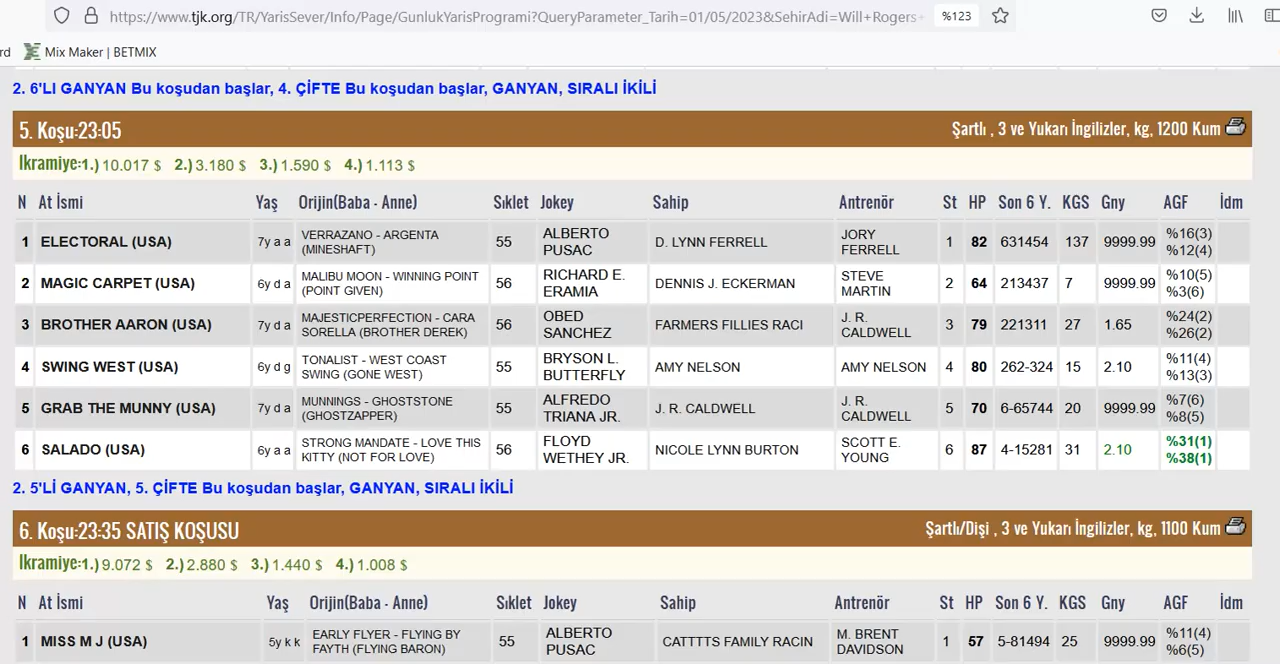 https://www.tjk.org/TR/YarisSever/Info/Page/GunlukYarisProgrami?QueryParameter_Tarih=01/05/2023&SehirAdi=Will+Rogers+ %123
rd Mix Maker | BETMIX
2. 6'LI GANYAN Bu koşudan başlar, 4. ÇİFTE Bu koşudan başlar, GANYAN, SIRALI İKİLİ
5. Koşu:23:05 Şartlı , 3 ve Yukarı İngilizler, kg, 1200 Kum
İkramiye:1.) 10.017 $ 2.) 3.180 $ 3.) 1.590 $ 4.) 1.113 $
N At İsmi Yaş Orijin(Baba - Anne) Sıklet Jokey Sahip Antrenör St HP Son 6 Y. KGS Gny AGF İdm
1 ELECTORAL (USA) 7y a a VERRAZANO - ARGENTA (MINESHAFT) 55 ALBERTO PUSAC D. LYNN FERRELL JORY FERRELL 1 82 631454 137 9999.99 %16(3) %12(4)
2 MAGIC CARPET (USA) 6y d a MALIBU MOON - WINNING POINT (POINT GIVEN) 56 RICHARD E. ERAMIA DENNIS J. ECKERMAN STEVE MARTIN 2 64 213437 7 9999.99 %10(5) %3(6)
3 BROTHER AARON (USA) 7y d a MAJESTICPERFECTION - CARA SORELLA (BROTHER DEREK) 56 OBED SANCHEZ FARMERS FILLIES RACI J. R. CALDWELL 3 79 221311 27 1.65 %24(2) %26(2)
4 SWING WEST (USA) 6y d g TONALIST - WEST COAST SWING (GONE WEST) 55 BRYSON L. BUTTERFLY AMY NELSON AMY NELSON 4 80 262-324 15 2.10 %11(4) %13(3)
5 GRAB THE MUNNY (USA) 7y d a MUNNINGS - GHOSTSTONE (GHOSTZAPPER) 55 ALFREDO TRIANA JR. J. R. CALDWELL J. R. CALDWELL 5 70 6-65744 20 9999.99 %7(6) %8(5)
6 SALADO (USA) 6y a a STRONG MANDATE - LOVE THIS KITTY (NOT FOR LOVE) 56 FLOYD WETHEY JR. NICOLE LYNN BURTON SCOTT E. YOUNG 6 87 4-15281 31 2.10 %31(1) %38(1)
2. 5'Lİ GANYAN, 5. ÇİFTE Bu koşudan başlar, GANYAN, SIRALI İKİLİ
6. Koşu:23:35 SATIŞ KOŞUSU Şartlı/Dişi , 3 ve Yukarı İngilizler, kg, 1100 Kum
İkramiye:1.) 9.072 $ 2.) 2.880 $ 3.) 1.440 $ 4.) 1.008 $
N At İsmi Yaş Orijin(Baba - Anne) Sıklet Jokey Sahip Antrenör St HP Son 6 Y. KGS Gny AGF İdm
1 MISS M J (USA) 5y k k EARLY FLYER - FLYING BY FAYTH (FLYING BARON) 55 ALBERTO PUSAC CATTTTS FAMILY RACIN M. BRENT DAVIDSON 1 57 5-81494 25 9999.99 %11(4) %6(5)